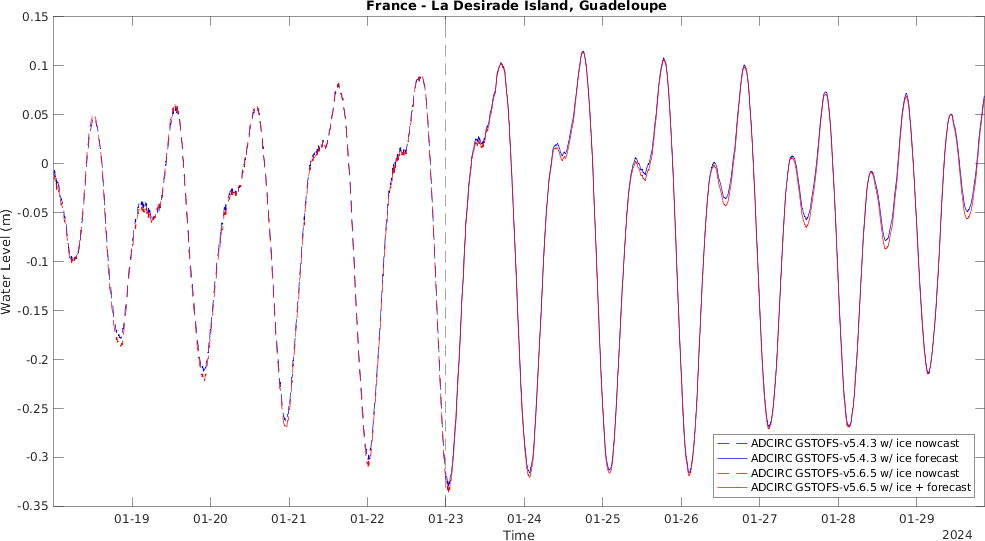 France - La Desirade Island, Guadeloupe
0.15
0.1
0.05
0
-0.05
-0.1
-0.15
-0.2
-0.25
-0.3
-0.35
Water Level (m)
ADCIRC GSTOFS-v5.4.3 w/ ice nowcast
ADCIRC GSTOFS-v5.4.3 w/ ice forecast
ADCIRC GSTOFS-v5.6.5 w/ ice nowcast
ADCIRC GSTOFS-v5.6.5 w/ ice + forecast
01-19 01-20 01-21 01-22 01-23 01-24 01-25 01-26 01-27 01-28 01-29
Time
2024